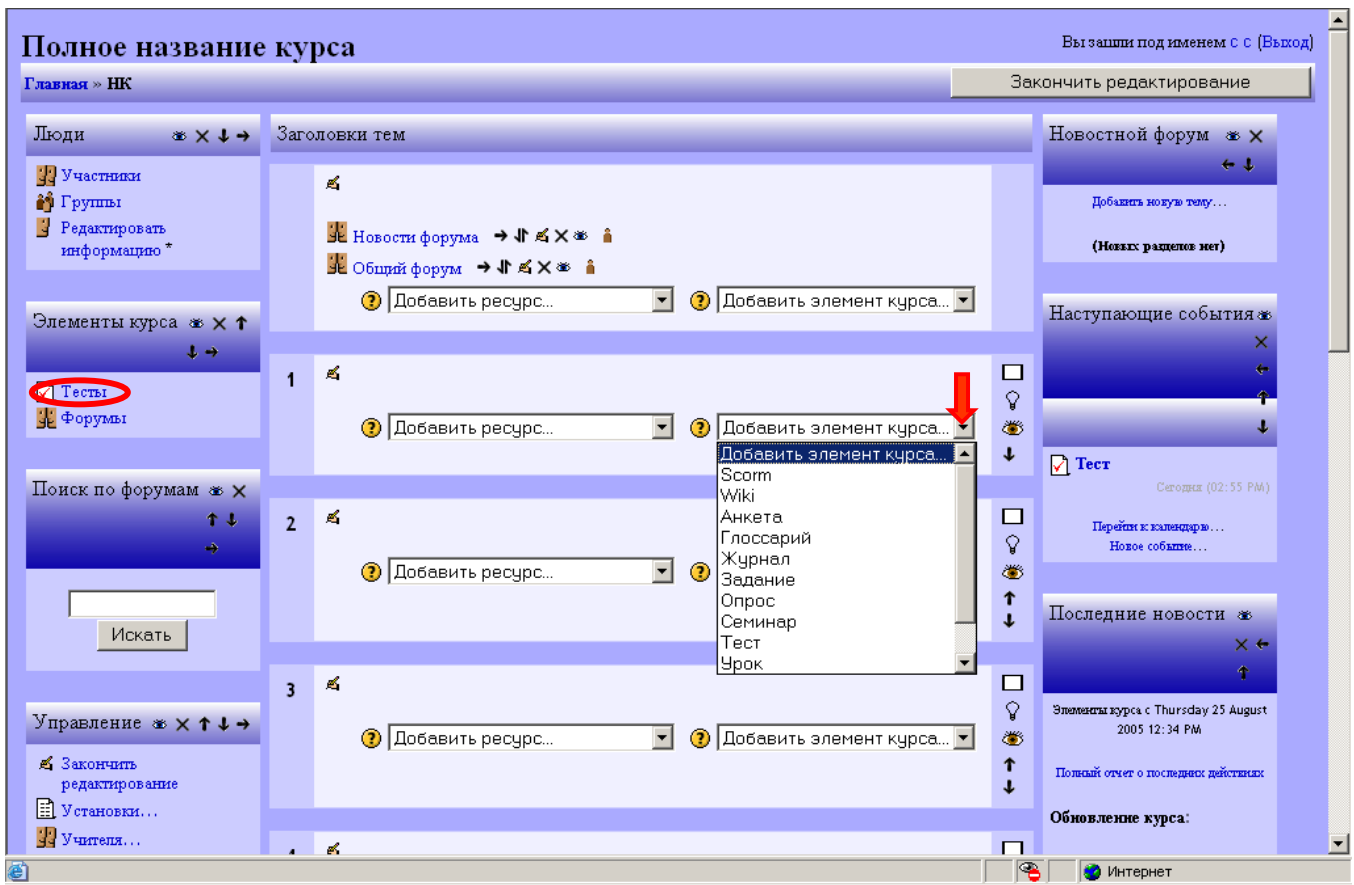 Полное название курса
Вы зашли под именем с с (Выход)
Главная » НК
Закончить редактирование
Люди
Участники
Группы
Редактировать
информацию *
Элементы курса
Тесты
Форумы
Поиск по форумам
Искать
Управление
Закончить
редактирование
Установки...
Учителя...
Заголовки тем
Новости форума
Общий форум
Добавить ресурс...
Добавить элемент курса...
1
Добавить ресурс...
Добавить элемент курса...
Добавить элемент курса...
Scorm
Wiki
Анкета
Глоссарий
Журнал
Задание
Опрос
Семинар
Тест
Урок
2
Добавить ресурс...
3
Добавить ресурс...
Добавить элемент курса...
Новостной форум
Добавить новую тему...
(Новых разделов нет)
Наступающие события
Тест
Сегодня (02:55 PM)
Перейти к календарю...
Новое событие...
Последние новости
Элементы курса с Thursday 25 August
2005 12:34 PM
Полный отчет о последних действиях
Обновление курса:
Интернет